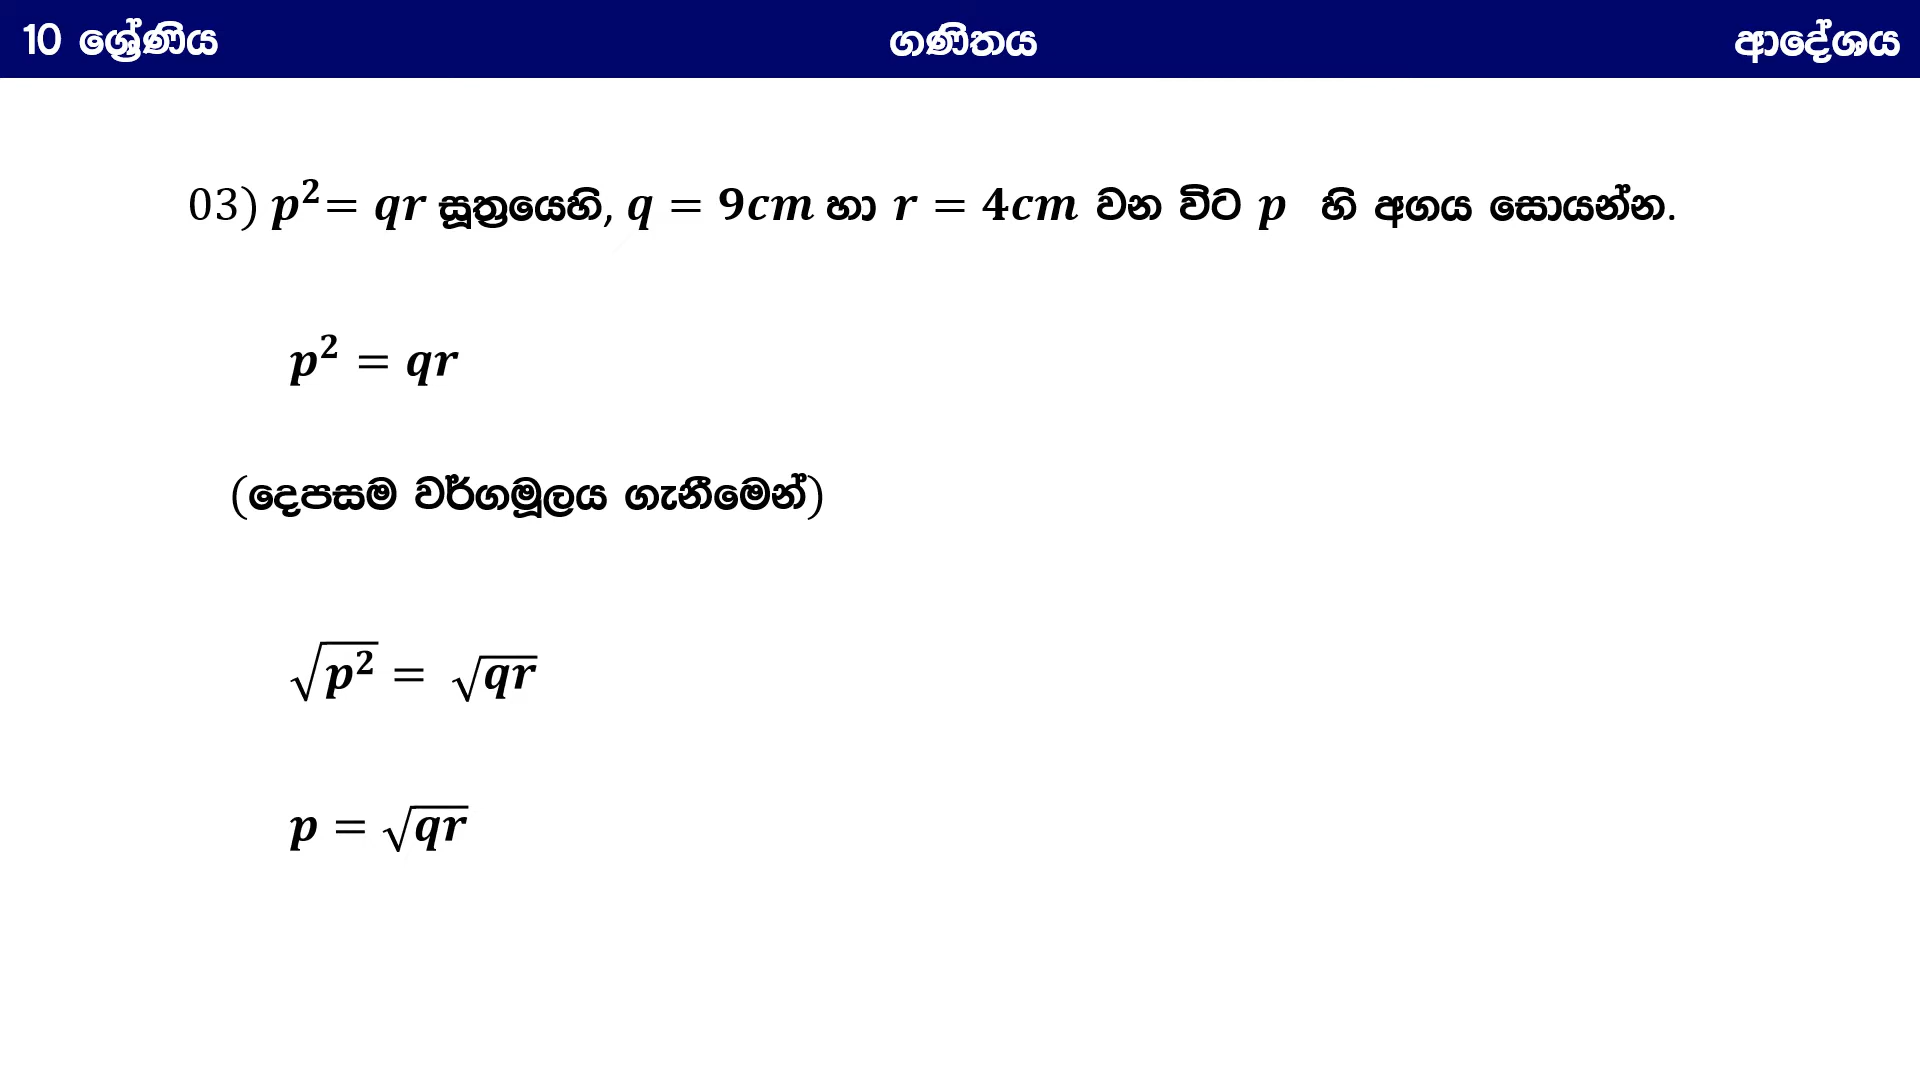 10 ශ්‍රේණිය ගණිතය ආදේශය
03) p²= qr සූත්‍රයෙහි, q = 9cm හා r = 4cm වන විට p හි අගය සොයන්න.
p² = qr
(දෙපසම වර්ගමූලය ගැනීමෙන්)
√p² = √qr
p = √qr